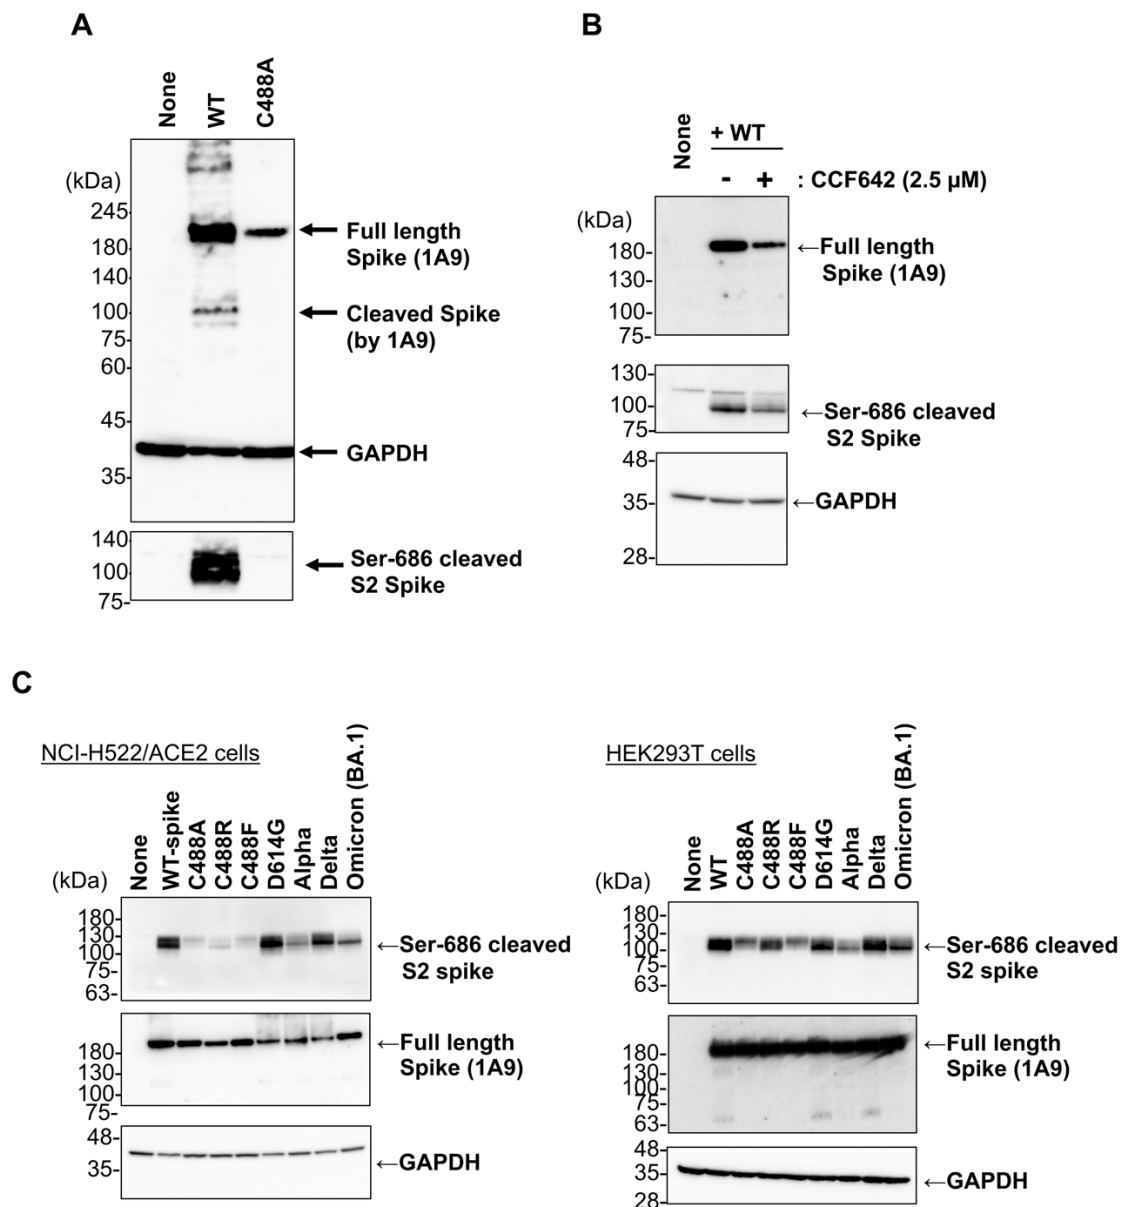 A
None
WT
C488A
(kDa)
245-
180-
140-
100-
75-
60-
45-
35-
Full length
Spike (1A9)
Cleaved Spike
(by 1A9)
GAPDH
140-
100-
75-
Ser-686 cleaved
S2 Spike
B
None
+ WT
- +
: CCF642 (2.5 µM)
(kDa)
180-
130-
100-
75-
←Full length
Spike (1A9)
130-
100-
75-
←Ser-686 cleaved
S2 Spike
48-
35-
28-
←GAPDH
C
NCI-H522/ACE2 cells
None
WT-spike
C488A
C488R
C488F
D614G
Alpha
Delta
Omicron (BA.1)
(kDa)
180-
130-
100-
75-
63-
←Ser-686 cleaved
S2 spike
180-
130-
100-
75-
←Full length
Spike (1A9)
48-
35-
←GAPDH
HEK293T cells
None
WT
C488A
C488R
C488F
D614G
Alpha
Delta
Omicron (BA.1)
(kDa)
180-
130-
100-
75-
63-
←Ser-686 cleaved
S2 spike
180-
130-
100-
75-
63-
←Full length
Spike (1A9)
48-
35-
28-
←GAPDH